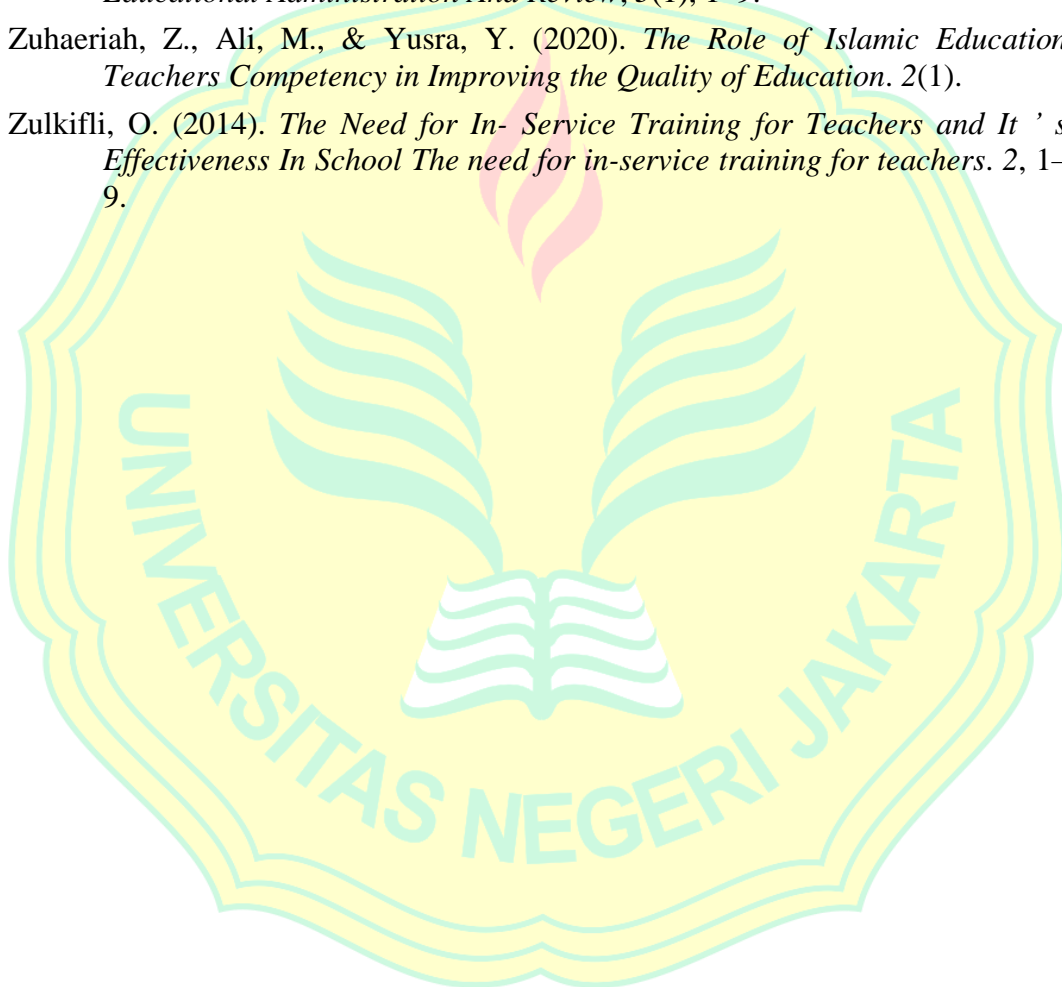 Educational Administration And Review, 3(1), 1–9.
Zuhaeriah, Z., Ali, M., & Yusra, Y. (2020). The Role of Islamic Education
Teachers Competency in Improving the Quality of Education. 2(1).
Zulkifli, O. (2014). The Need for In- Service Training for Teachers and It ’ s
Effectiveness In School The need for in-service training for teachers. 2, 1–
9.
UNIVERSITAS NEGERI JAKARTA